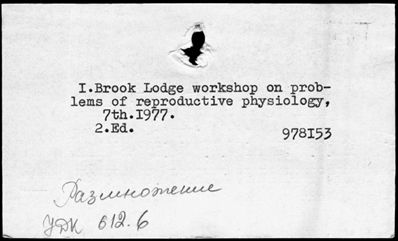 I.Brook Lodge workshop on prob-
lems of reproductive physiology,
7th.I977.
2.Ed.
978I53
Размножение
УДК 612.6